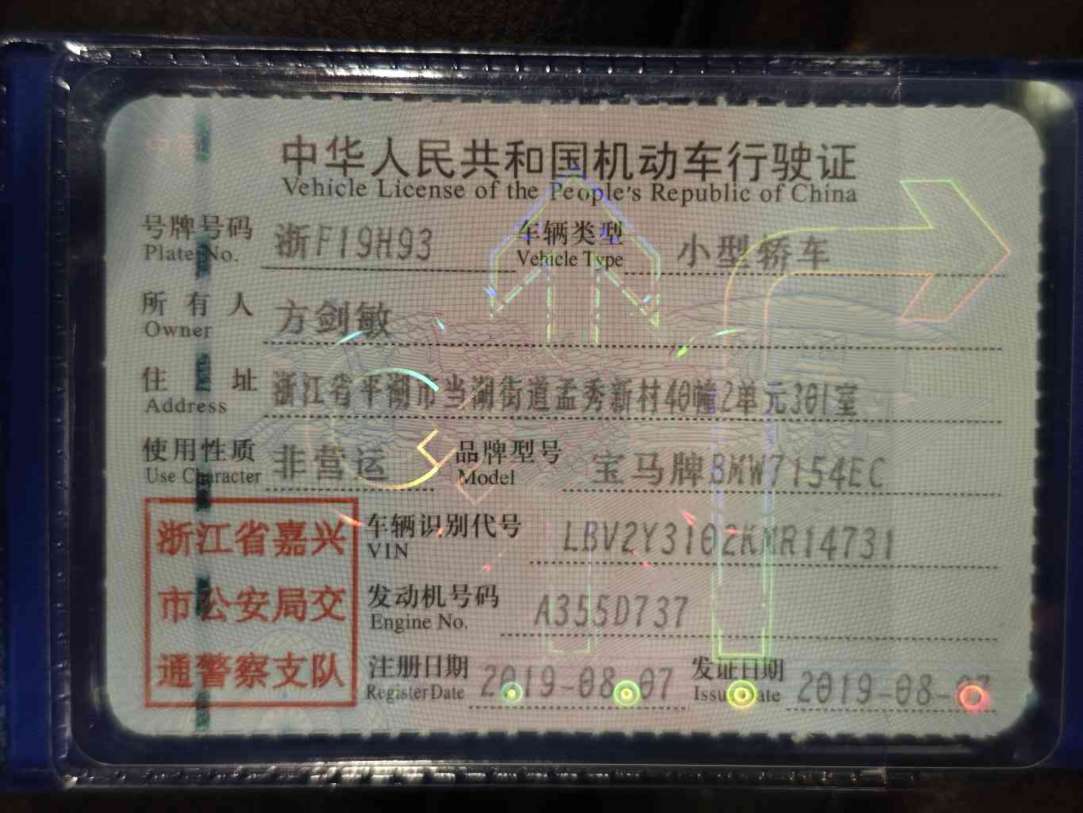 中华人民共和国机动车行驶证
Vehicle License of the People's Republic of China
号牌号码 浙F19H93 车辆类型 小型轿车
Plate No. Vehicle Type
所有人 方剑敏
Owner
住址 浙江省平湖市当湖街道孟秀新村40幢2单元301室
Address
使用性质 非营运 品牌型号 宝马牌BMW7154EC
Use Character Model
浙江省嘉兴
市公安局交
通警察支队
车辆识别代号 LBV2Y3102KMR14731
VIN
发动机号码 A355D737
Engine No.
注册日期 2019-08-07 发证日期 2019-08-07
Register Date Issue Date